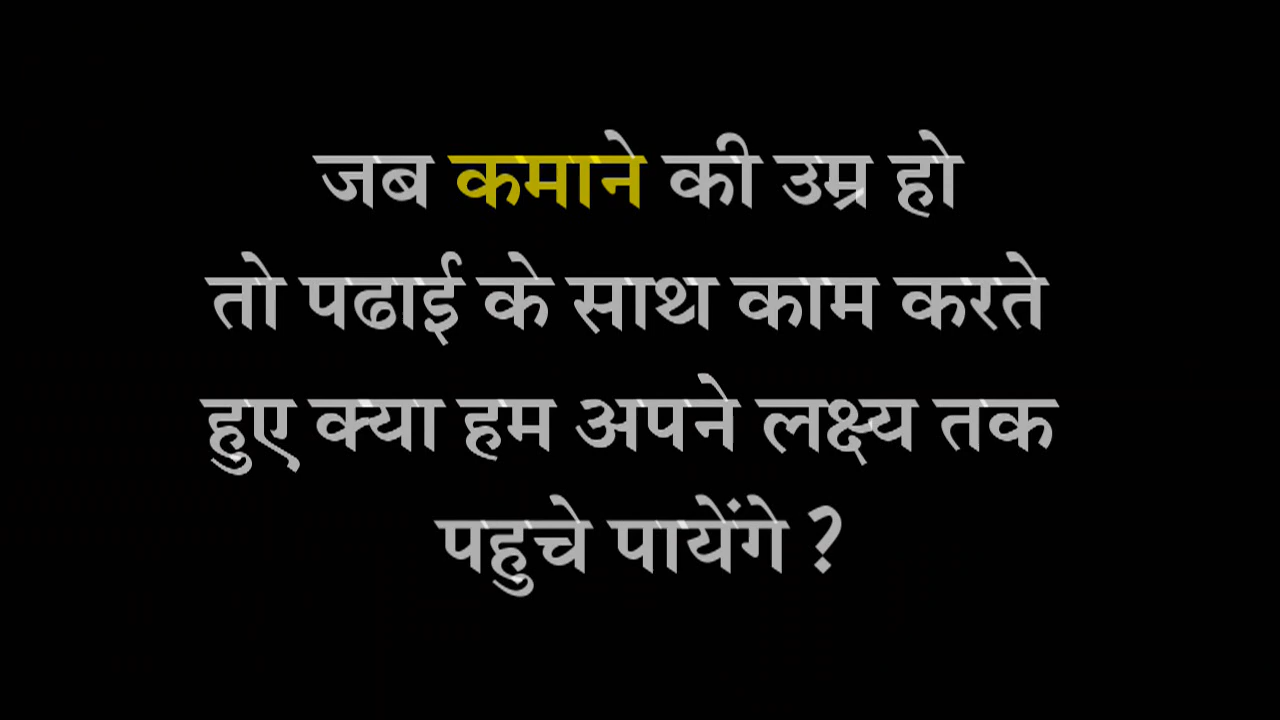 जब कमाने की उम्र हो
तो पढाई के साथ काम करते
हुए क्या हम अपने लक्ष्य तक
पहुचे पायेंगे ?